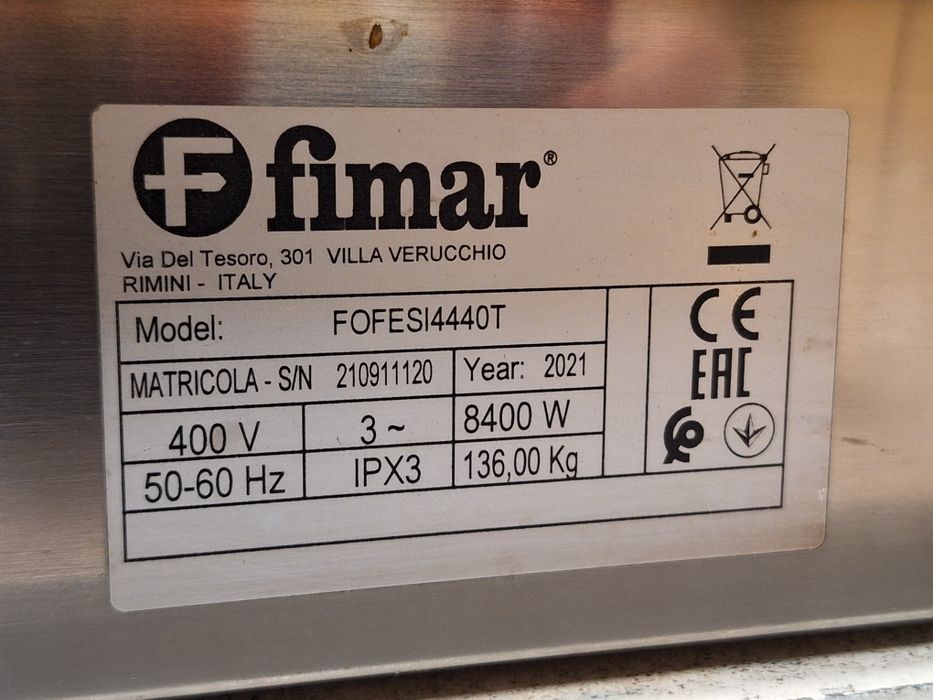 fimar®
Via Del Tesoro, 301 VILLA VERUCCHIO
RIMINI - ITALY
Model: FOFESI4440T
MATRICOLA - S/N 210911120 Year: 2021
400 V 3 ~ 8400 W
50-60 Hz IPX3 136,00 Kg
CE
EAC